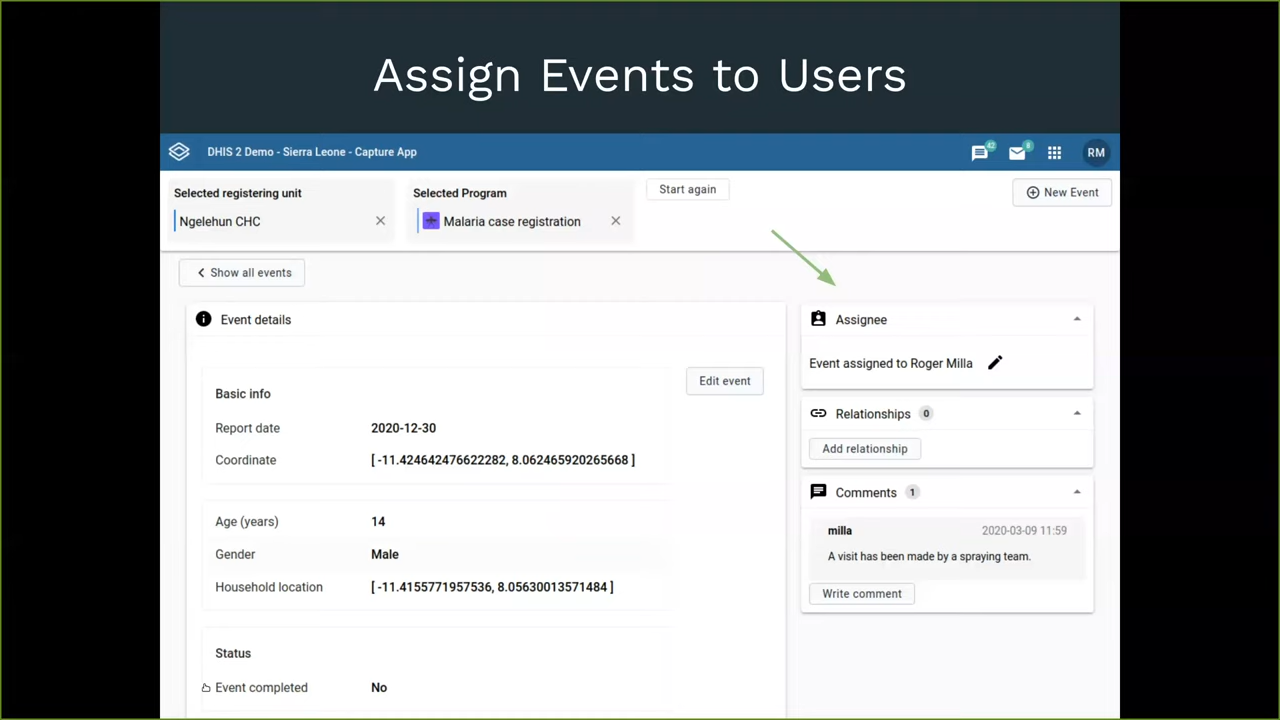 Assign Events to Users
DHIS 2 Demo - Sierra Leone - Capture App
42
8
RM
Selected registering unit
Ngelehun CHC
Selected Program
Malaria case registration
Start again
New Event
Show all events
Event details
Edit event
Basic info
Report date 2020-12-30
Coordinate [ -11.424642476622282, 8.062465920265668 ]
Age (years) 14
Gender Male
Household location [ -11.4155771957536, 8.05630013571484 ]
Status
Event completed No
Assignee
Event assigned to Roger Milla
Relationships 0
Add relationship
Comments 1
milla 2020-03-09 11:59
A visit has been made by a spraying team.
Write comment